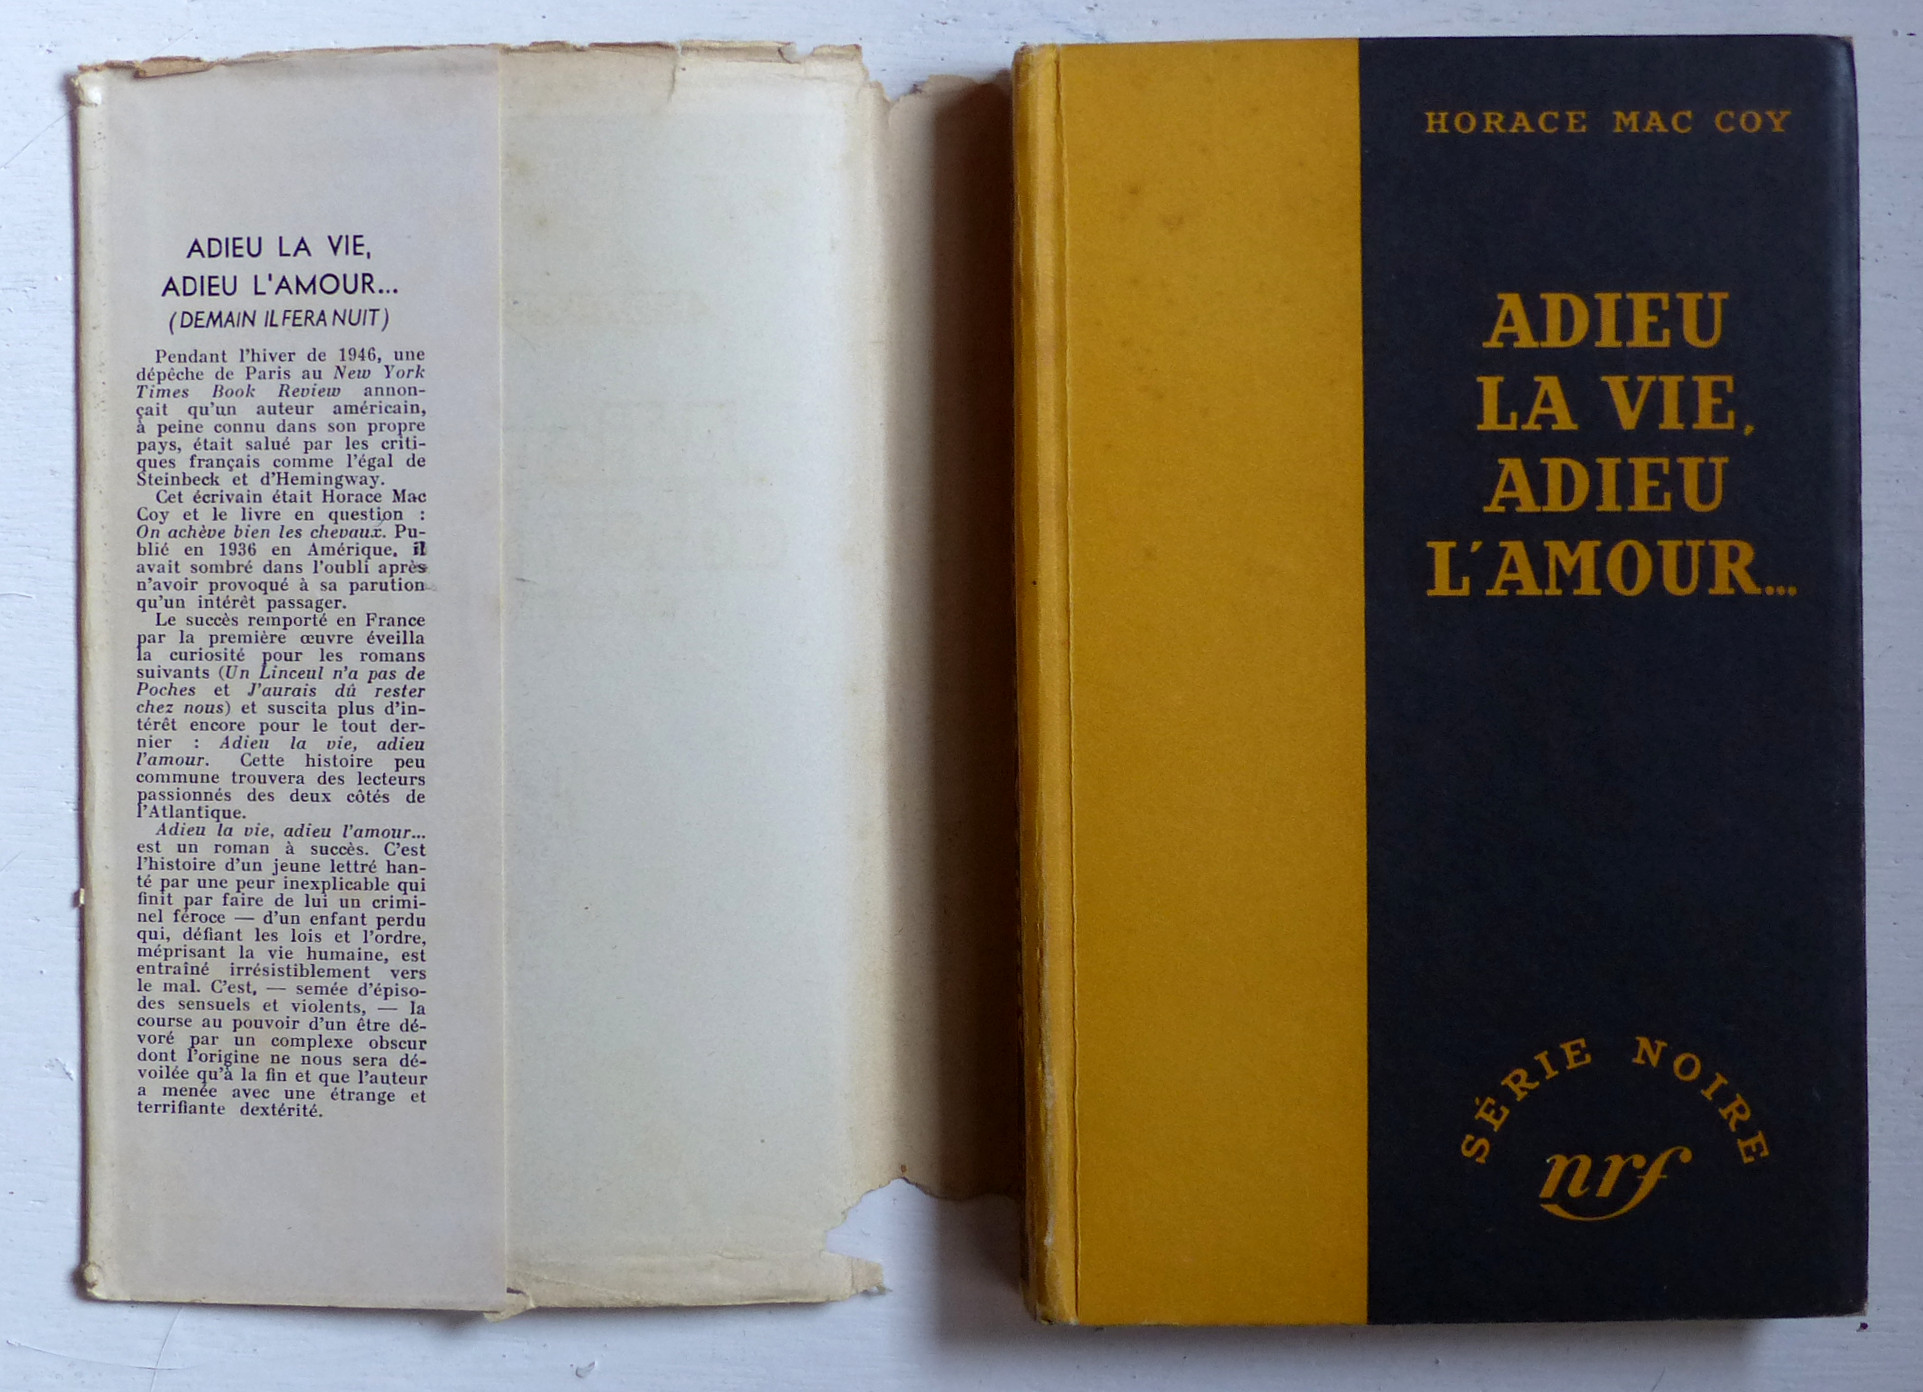 ADIEU LA VIE,
ADIEU L'AMOUR...
(DEMAIN IL FERA NUIT)
Pendant l'hiver de 1946, une
dépêche de Paris au New York
Times Book Review annon-
çait qu'un auteur américain,
à peine connu dans son propre
pays, était salué par les criti-
ques français comme l'égal de
Steinbeck et d'Hemingway.
Cet écrivain était Horace Mac
Coy et le livre en question :
On achève bien les chevaux. Pu-
blié en 1936 en Amérique, il
avait sombré dans l'oubli après
n'avoir provoqué à sa parution
qu'un intérêt passager.
Le succès remporté en France
par la première œuvre éveilla
la curiosité pour les romans
suivants (Un Linceul n'a pas de
Poches et J'aurais dû rester
chez nous) et suscita plus d'in-
térêt encore pour le tout der-
nier : Adieu la vie, adieu
l'amour. Cette histoire peu
commune trouvera des lecteurs
passionnés des deux côtés de
l'Atlantique.
Adieu la vie, adieu l'amour...
est un roman à succès. C'est
l'histoire d'un jeune lettré han-
té par une peur inexplicable qui
finit par faire de lui un crimi-
nel féroce — d'un enfant perdu
qui, défiant les lois et l'ordre,
méprisant la vie humaine, est
entraîné irrésistiblement vers
le mal. C'est, — semée d'épiso-
des sensuels et violents, — la
course au pouvoir d'un être dé-
voré par un complexe obscur
dont l'origine ne nous sera dé-
voilée qu'à la fin et que l'auteur
a menée avec une étrange et
terrifiante dextérité.
HORACE MAC COY
ADIEU
LA VIE,
ADIEU
L'AMOUR...
SÉRIE NOIRE
nrf